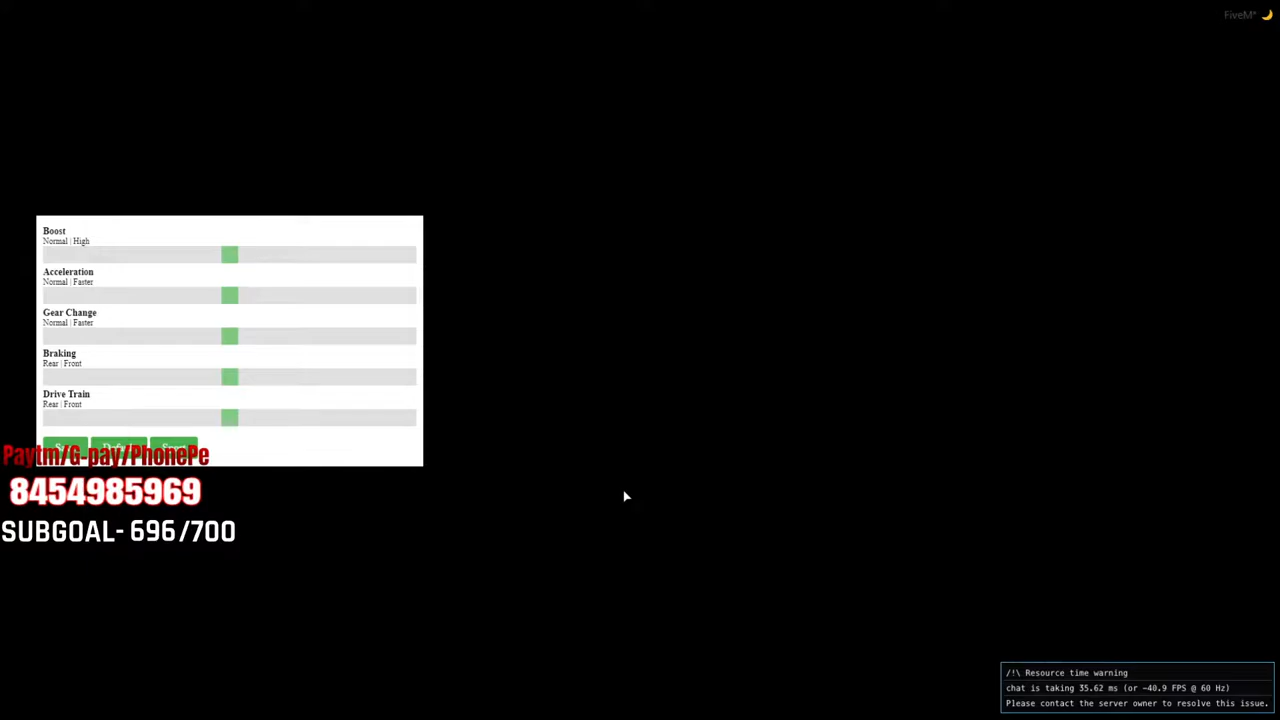 FiveM* 🌙
Boost
Normal | High
Acceleration
Normal | Faster
Gear Change
Normal | Faster
Braking
Rear | Front
Drive Train
Rear | Front
Paytm/G-pay/PhonePe
8454985969
SUBGOAL- 696/700
/!\ Resource time warning
chat is taking 35.62 ms (or -40.9 FPS @ 60 Hz)
Please contact the server owner to resolve this issue.